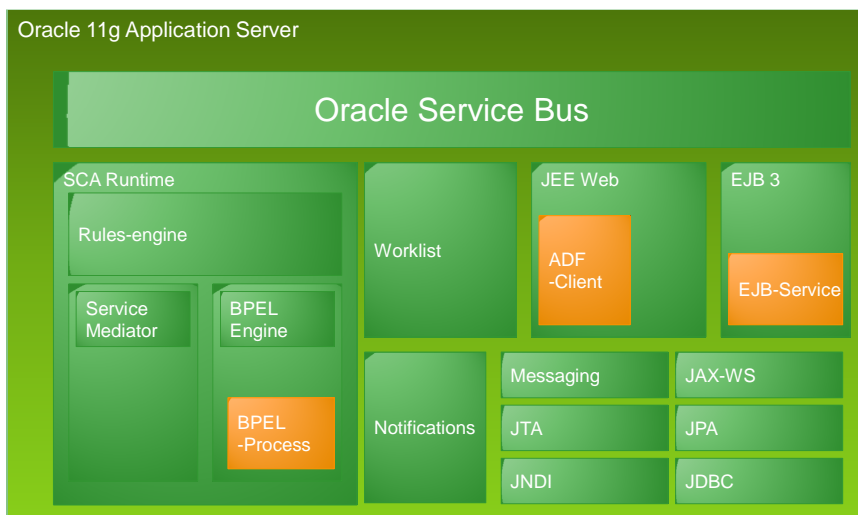 Oracle 11g Application Server
Oracle Service Bus
SCA Runtime
Rules-engine
Service
Mediator
BPEL
Engine
BPEL
-Process
Worklist
JEE Web
ADF
-Client
EJB 3
EJB-Service
Notifications
Messaging
JAX-WS
JTA
JPA
JNDI
JDBC